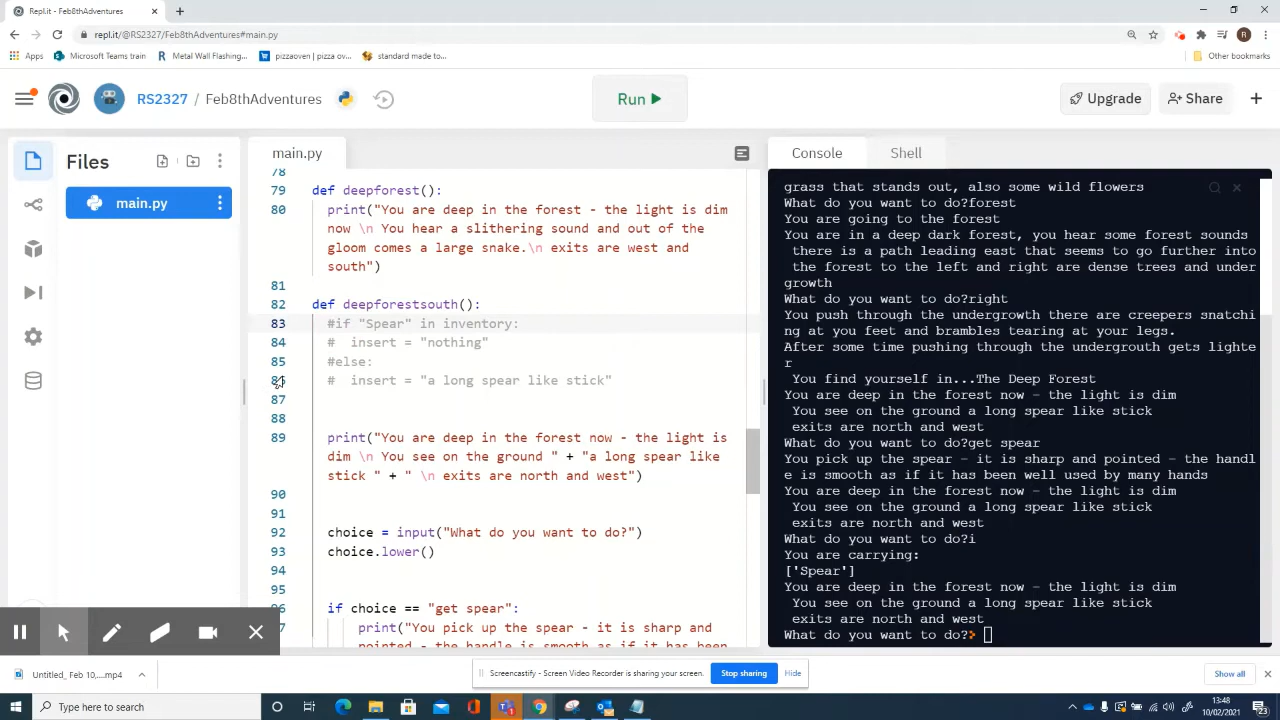 Repl.it - Feb8thAdventures
repl.it/@RS2327/Feb8thAdventures#main.py
R
Apps Microsoft Teams train R Metal Wall Flashing... pizzaoven | pizza ov... standard made to... Other bookmarks
RS2327 / Feb8thAdventures Run Upgrade Share
Files
main.py
main.py
Console Shell
78
79 def deepforest():
80 print("You are deep in the forest - the light is dim
now \n You hear a slithering sound and out of the
gloom comes a large snake.\n exits are west and
south")
81
82 def deepforestsouth():
83 #if "Spear" in inventory:
84 #  insert = "nothing"
85 #else:
86 #  insert = "a long spear like stick"
87
88
89 print("You are deep in the forest now - the light is
dim \n You see on the ground " + "a long spear like
stick " + " \n exits are north and west")
90
91
92 choice = input("What do you want to do?")
93 choice.lower()
94
95
96 if choice == "get spear":
97 print("You pick up the spear - it is sharp and
pointed - the handle is smooth as if it has been
grass that stands out, also some wild flowers
What do you want to do?forest
You are going to the forest
You are in a deep dark forest, you hear some forest sounds
there is a path leading east that seems to go further into
the forest to the left and right are dense trees and under
growth
What do you want to do?right
You push through the undergrowth there are creepers snatchi
ng at you feet and brambles tearing at your legs.
After some time pushing through the undergrouth gets lighte
r
You find yourself in...The Deep Forest
You are deep in the forest now - the light is dim
You see on the ground a long spear like stick
exits are north and west
What do you want to do?get spear
You pick up the spear - it is sharp and pointed - the handl
e is smooth as if it has been well used by many hands
You are deep in the forest now - the light is dim
You see on the ground a long spear like stick
exits are north and west
What do you want to do?i
You are carrying:
['Spear']
You are deep in the forest now - the light is dim
You see on the ground a long spear like stick
exits are north and west
What do you want to do?
Untitled_ Feb 10,....mp4
Screencastify - Screen Video Recorder is sharing your screen. Stop sharing Hide
Show all
Type here to search
13:48
10/02/2021
23